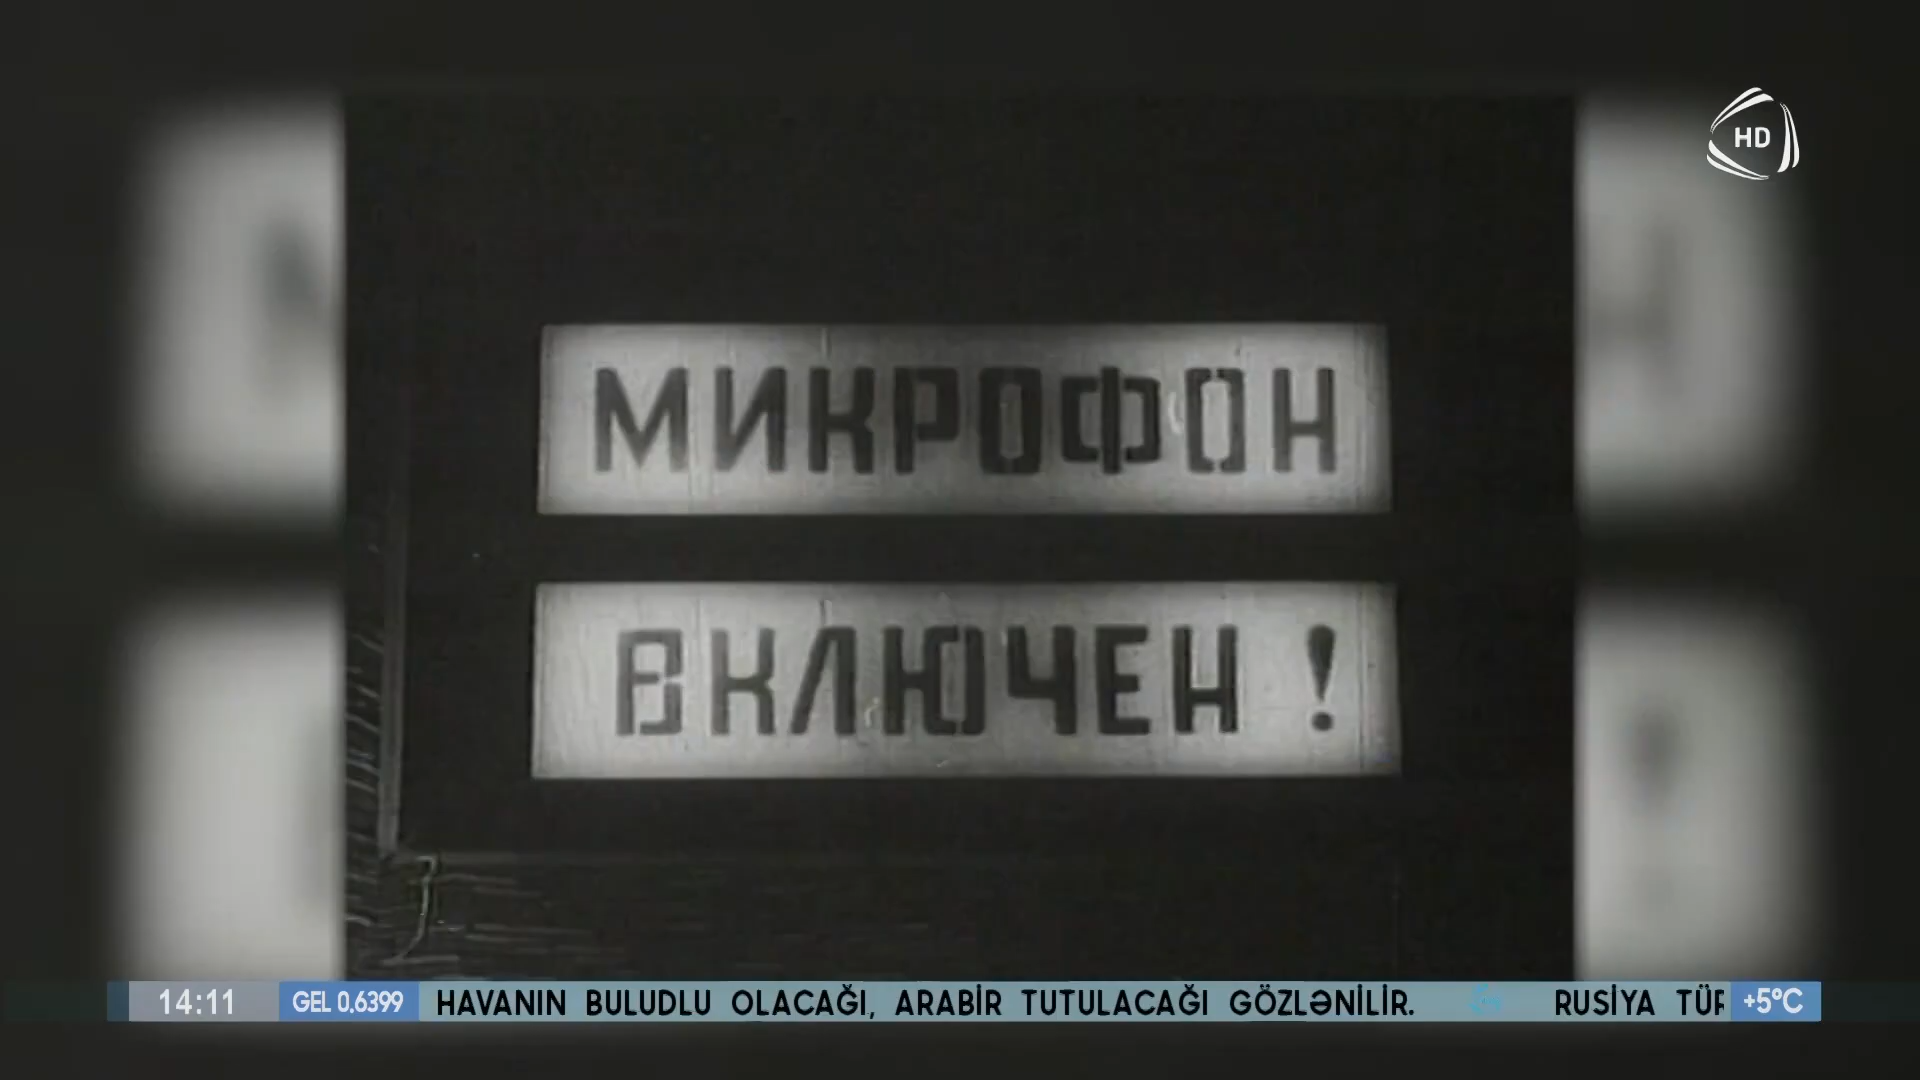 HD
МИКРОФОН
ВКЛЮЧЕН !
14:11 GEL 0.6399 HAVANIN BULUDLU OLACAĞI, ARABİR TUTULACAĞI GÖZLƏNİLİR. RUSİYA +5°C